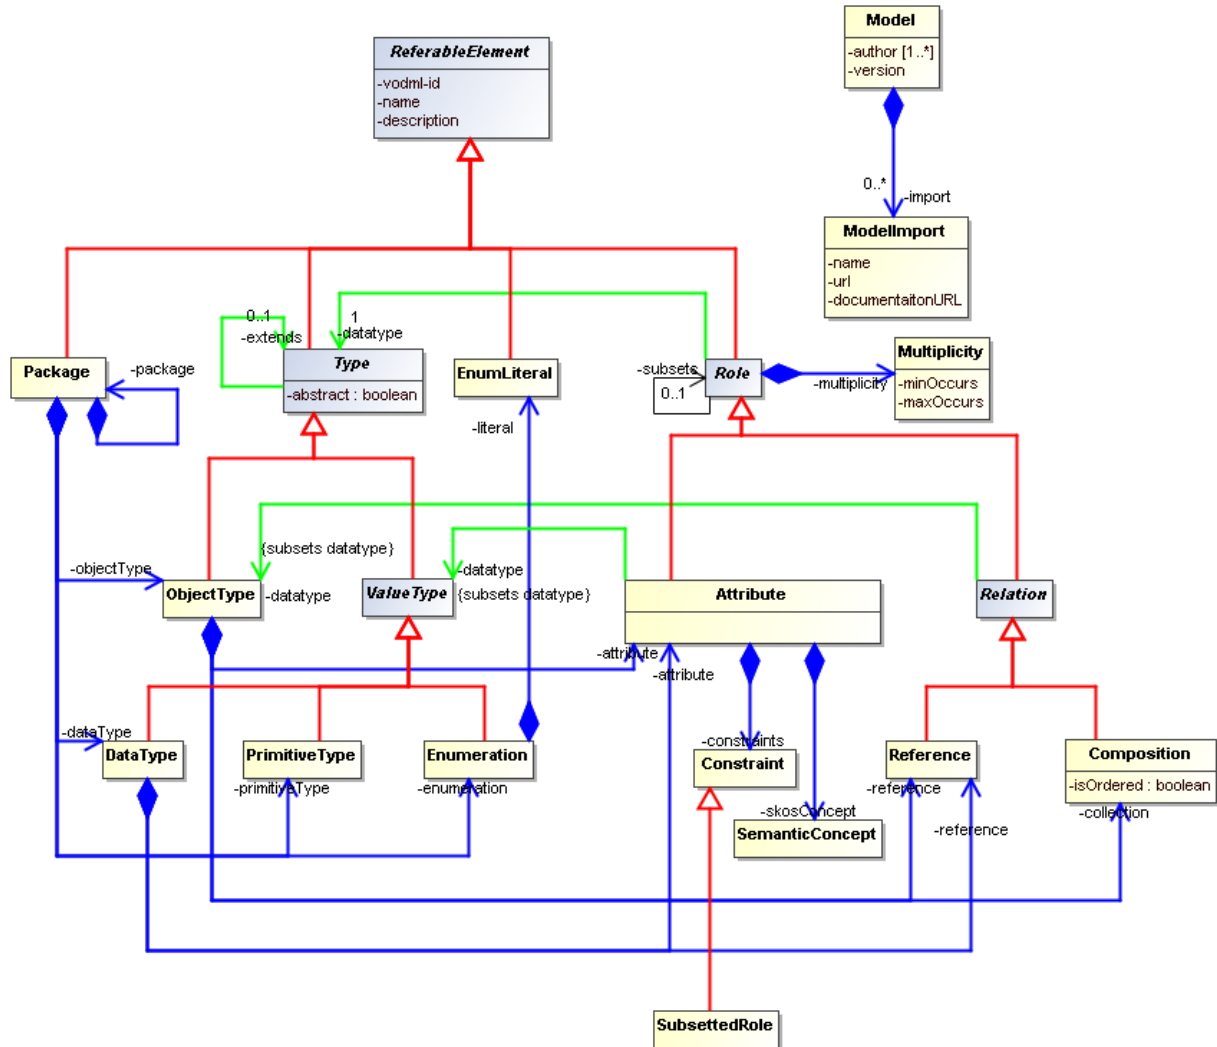 Model
-author [1..*]
-version
ReferableElement
-vodml-id
-name
-description
0..*
-import
ModelImport
-name
-url
-documentaitonURL
0..1
-extends
1
-datatype
Package
-package
Type
-abstract : boolean
EnumLiteral
-subsets
0..1
Role
-multiplicity
Multiplicity
-minOccurs
-maxOccurs
-literal
{subsets datatype}
-objectType
ObjectType
-datatype
ValueType
-datatype
{subsets datatype}
Attribute
Relation
-attribute
-attribute
-dataType
DataType
PrimitiveType
-primitiveType
Enumeration
-enumeration
-constraints
Constraint
Reference
-reference
Composition
-isOrdered : boolean
-collection
-skosConcept
SemanticConcept
-reference
SubsettedRole